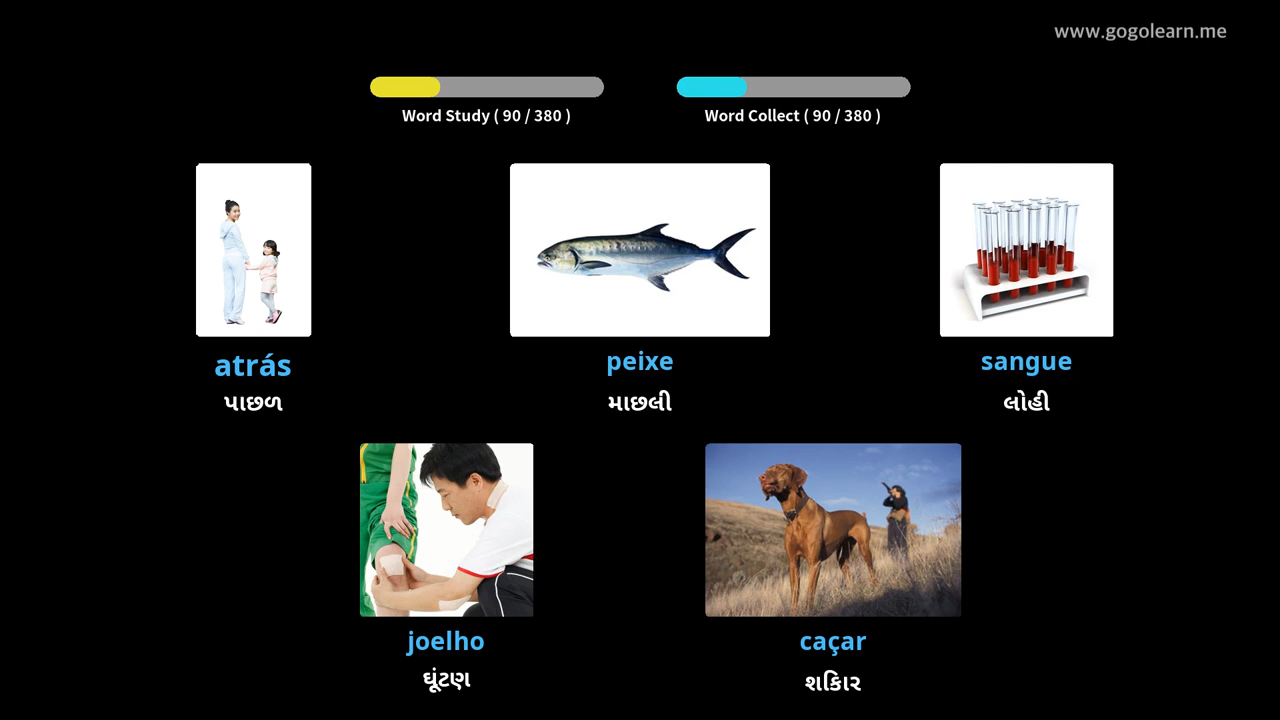 www.gogolearn.me
Word Study ( 90 / 380 )
Word Collect ( 90 / 380 )
atrás
પાછળ
peixe
માછલી
sangue
લોહી
joelho
ઘૂંટણ
caçar
શિકાર